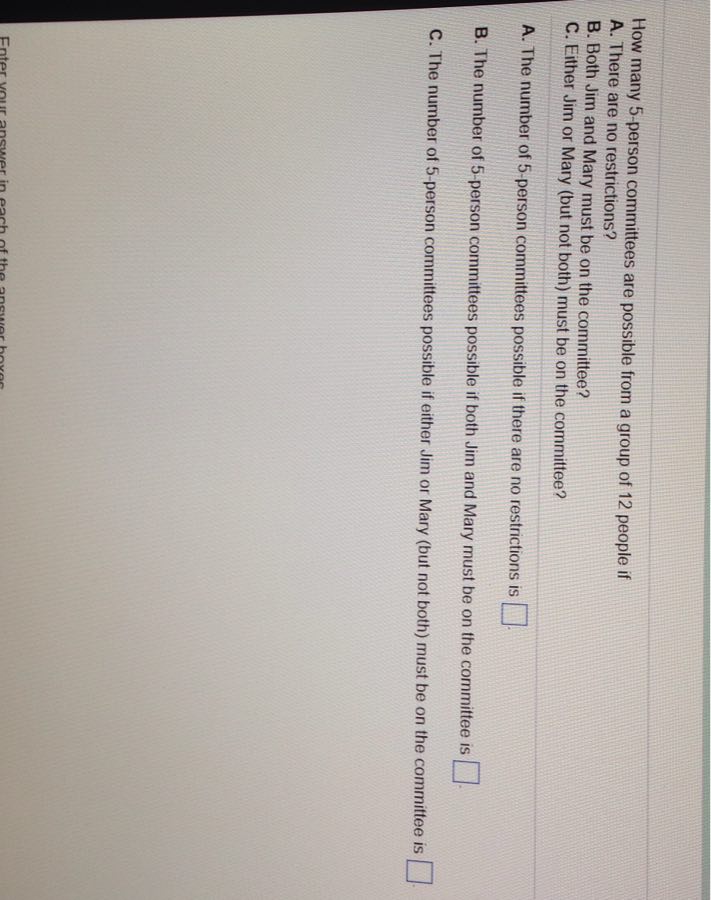 How many 5-person committees are possible from a group of 12 people if
A. There are no restrictions?
B. Both Jim and Mary must be on the committee?
C. Either Jim or Mary (but not both) must be on the committee?
A. The number of 5-person committees possible if there are no restrictions is
B. The number of 5-person committees possible if both Jim and Mary must be on the committee is
C. The number of 5-person committees possible if either Jim or Mary (but not both) must be on the committee is
Enter your answer in each of the answer boxes